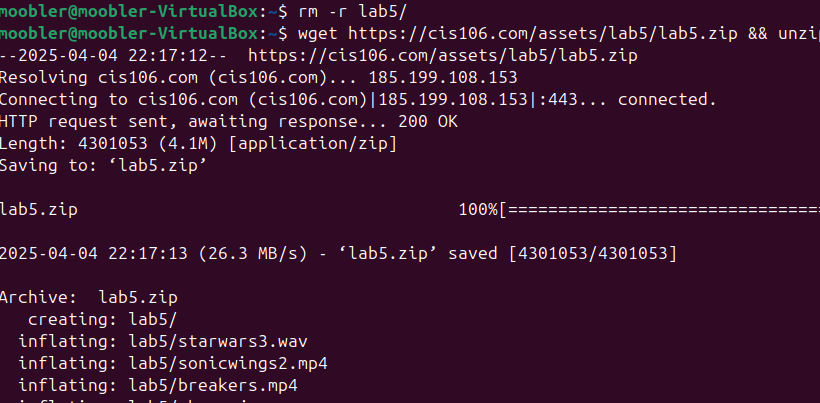 moobler@moobler-VirtualBox:~$ rm -r lab5/
moobler@moobler-VirtualBox:~$ wget https://cis106.com/assets/lab5/lab5.zip && unzip
--2025-04-04 22:17:12--  https://cis106.com/assets/lab5/lab5.zip
Resolving cis106.com (cis106.com)... 185.199.108.153
Connecting to cis106.com (cis106.com)|185.199.108.153|:443... connected.
HTTP request sent, awaiting response... 200 OK
Length: 4301053 (4.1M) [application/zip]
Saving to: ‘lab5.zip’
lab5.zip 100%[================================
2025-04-04 22:17:13 (26.3 MB/s) - ‘lab5.zip’ saved [4301053/4301053]
Archive:  lab5.zip
creating: lab5/
inflating: lab5/starwars3.wav
inflating: lab5/sonicwings2.mp4
inflating: lab5/breakers.mp4